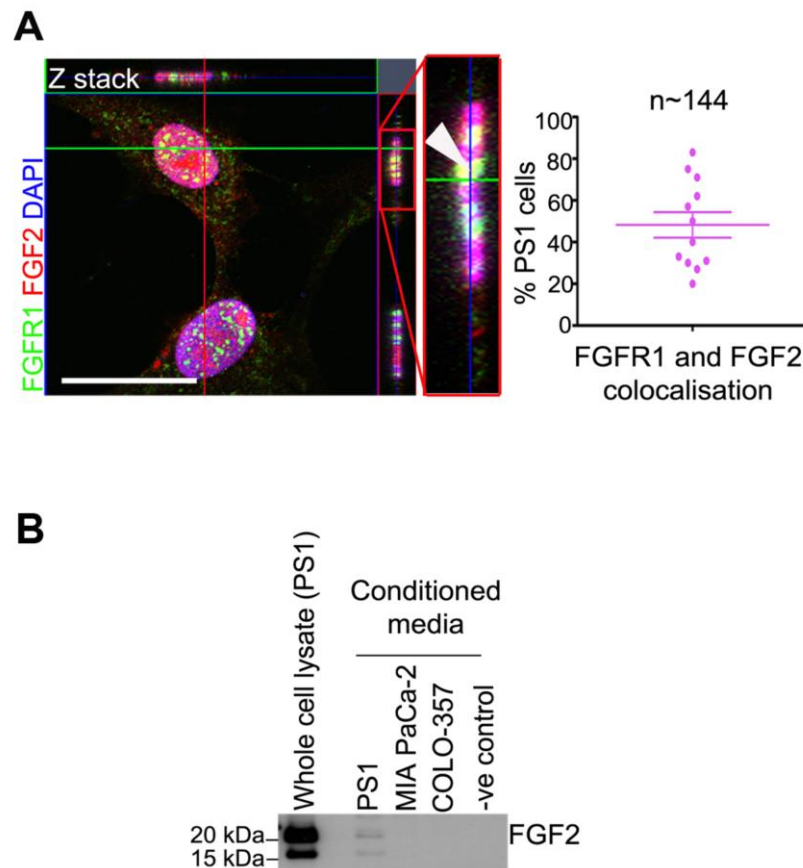 A
Z stack
FGFR1 FGF2 DAPI
n~144
% PS1 cells
100
80
60
40
20
0
FGFR1 and FGF2
colocalisation
B
Whole cell lysate (PS1)
Conditioned
media
PS1
MIA PaCa-2
COLO-357
-ve control
20 kDa
15 kDa
FGF2